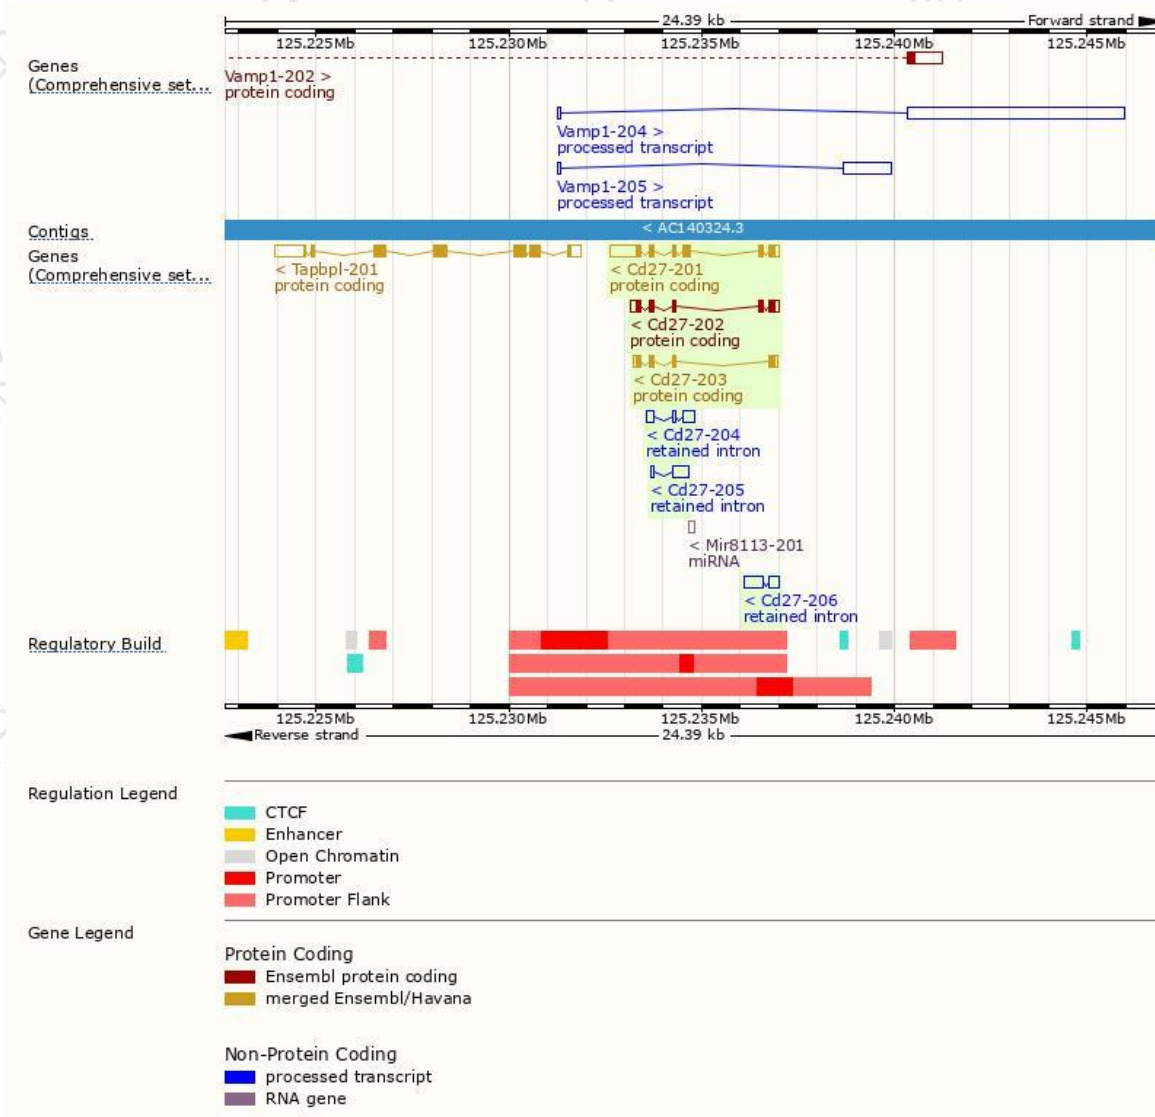 24.39 kb
Forward strand
125.225Mb 125.230Mb 125.235Mb 125.240Mb 125.245Mb
Genes
(Comprehensive set...
Vamp1-202 >
protein coding
Vamp1-204 >
processed transcript
Vamp1-205 >
processed transcript
Contigs
< AC140324.3
Genes
(Comprehensive set...
< Tapbpl-201
protein coding
< Cd27-201
protein coding
< Cd27-202
protein coding
< Cd27-203
protein coding
< Cd27-204
retained intron
< Cd27-205
retained intron
< Mir8113-201
miRNA
< Cd27-206
retained intron
Regulatory Build
125.225Mb 125.230Mb 125.235Mb 125.240Mb 125.245Mb
Reverse strand
24.39 kb
Regulation Legend
CTCF
Enhancer
Open Chromatin
Promoter
Promoter Flank
Gene Legend
Protein Coding
Ensembl protein coding
merged Ensembl/Havana
Non-Protein Coding
processed transcript
RNA gene